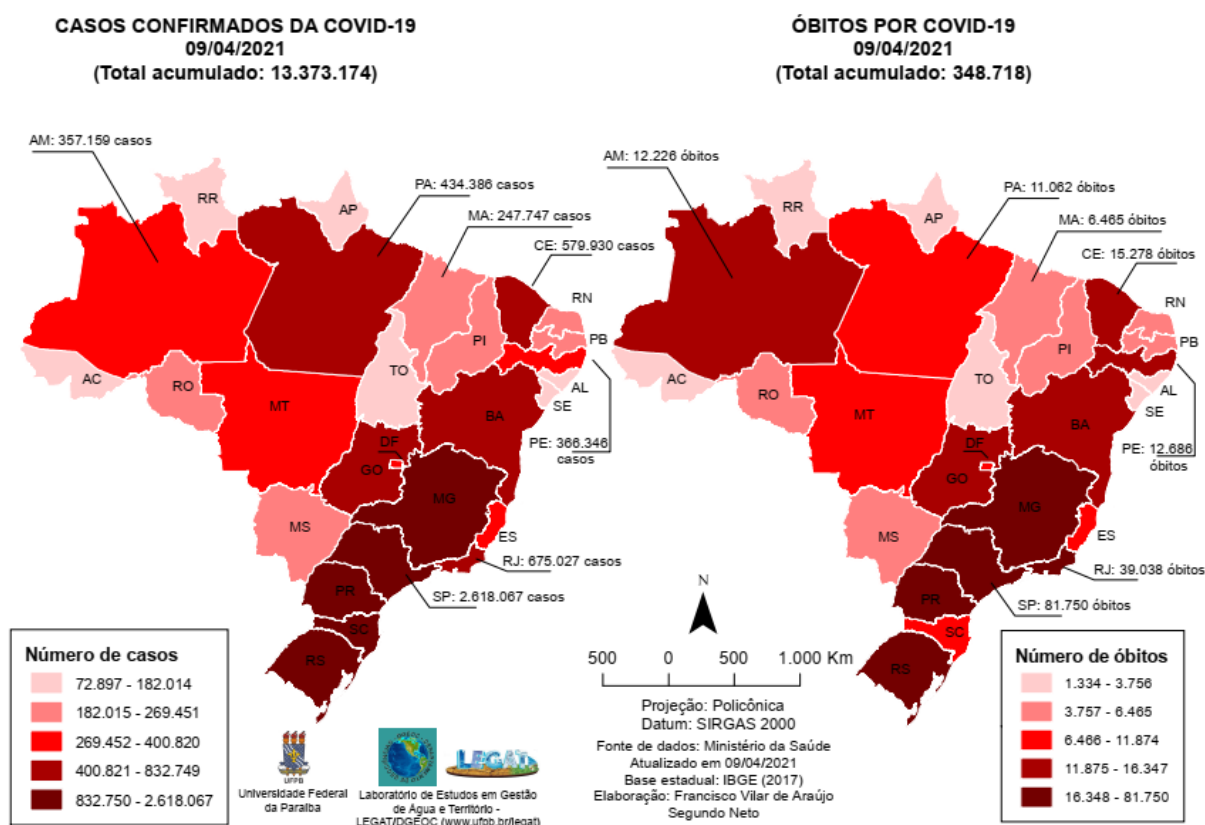 CASOS CONFIRMADOS DA COVID-19
09/04/2021
(Total acumulado: 13.373.174)
AM: 357.159 casos
RR
AP
PA: 434.386 casos
MA: 247.747 casos
CE: 579.930 casos
RN
PB
PI
TO
AC
RO
AL
SE
MT
BA
PE: 366.346
casos
DF
GO
MG
MS
ES
RJ: 675.027 casos
SP: 2.618.067 casos
PR
SC
RS
Número de casos
72.897 - 182.014
182.015 - 269.451
269.452 - 400.820
400.821 - 832.749
832.750 - 2.618.067
UFPB
Universidade Federal
da Paraíba
LEGAT
Laboratório de Estudos em Gestão
de Água e Território -
LEGAT/DGEOC (www.ufpb.br/legat)
ÓBITOS POR COVID-19
09/04/2021
(Total acumulado: 348.718)
AM: 12.226 óbitos
RR
AP
PA: 11.062 óbitos
MA: 6.465 óbitos
CE: 15.278 óbitos
RN
PB
PI
TO
AC
RO
AL
SE
MT
BA
PE: 12.686
óbitos
DF
GO
MG
MS
ES
RJ: 39.038 óbitos
SP: 81.750 óbitos
PR
SC
RS
N
500 0 500 1.000 Km
Projeção: Policônica
Datum: SIRGAS 2000
Fonte de dados: Ministério da Saúde
Atualizado em 09/04/2021
Base estadual: IBGE (2017)
Elaboração: Francisco Vilar de Araújo
Segundo Neto
Número de óbitos
1.334 - 3.756
3.757 - 6.465
6.466 - 11.874
11.875 - 16.347
16.348 - 81.750